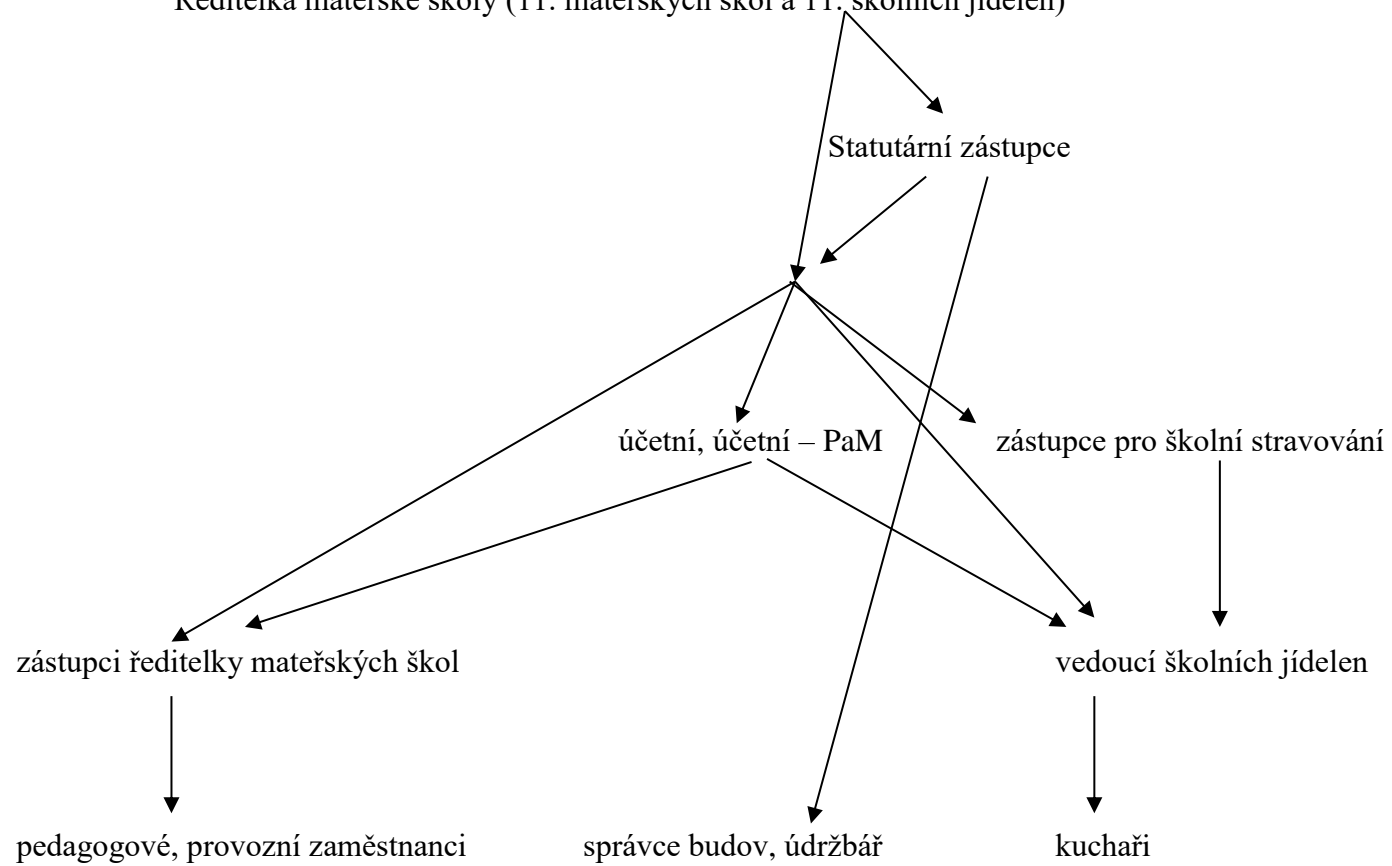 Ředitelka mateřské školy (11. mateřských škol a 11. školních jídelen)
Statutární zástupce
účetní, účetní – PaM
zástupce pro školní stravování
zástupci ředitelky mateřských škol
vedoucí školních jídelen
pedagogové, provozní zaměstnanci
správce budov, údržbář
kuchaři